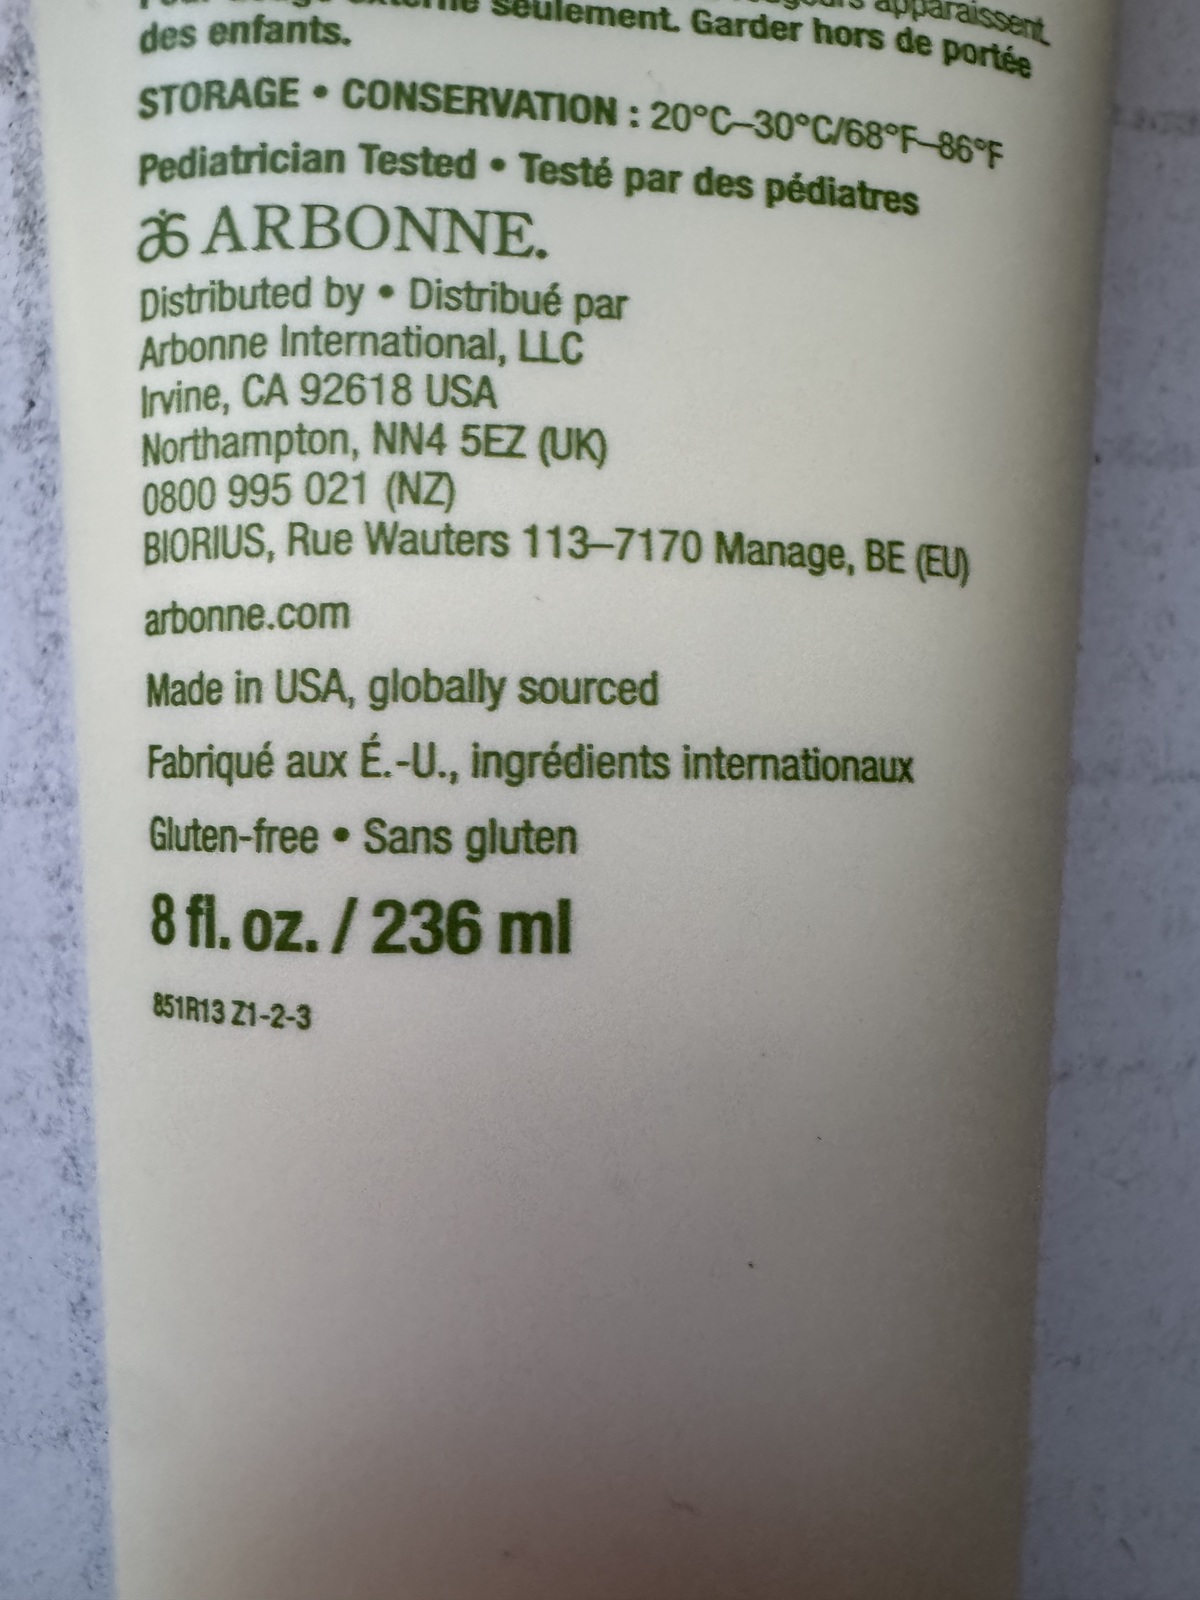 seulement. Garder hors de portée
des enfants.
STORAGE • CONSERVATION : 20°C–30°C/68°F–86°F
Pediatrician Tested • Testé par des pédiatres
ARBONNE.
Distributed by • Distribué par
Arbonne International, LLC
Irvine, CA 92618 USA
Northampton, NN4 5EZ (UK)
0800 995 021 (NZ)
BIORIUS, Rue Wauters 113–7170 Manage, BE (EU)
arbonne.com
Made in USA, globally sourced
Fabriqué aux É.-U., ingrédients internationaux
Gluten-free • Sans gluten
8 fl. oz. / 236 ml
851R13 Z1-2-3